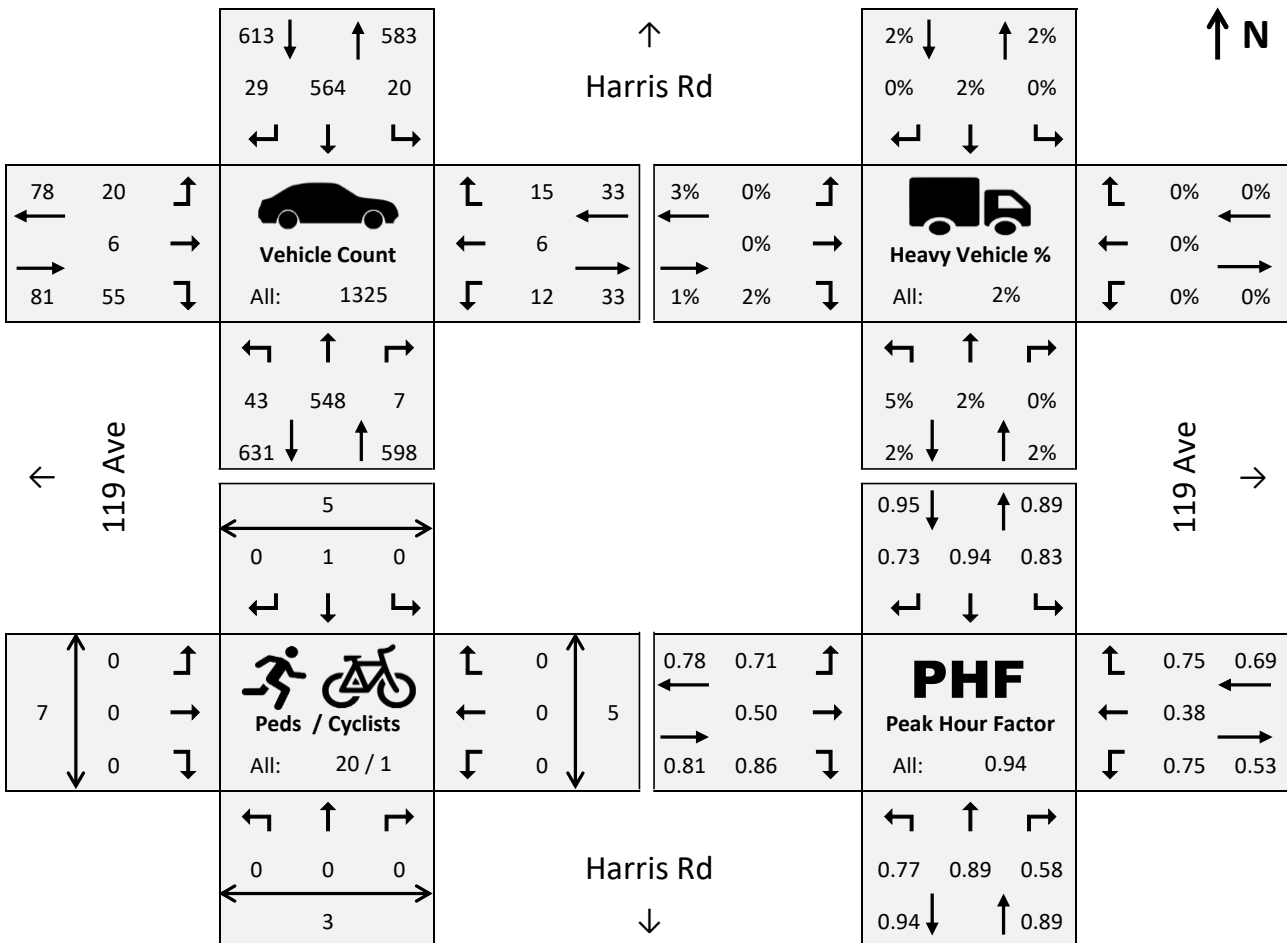 613 583 2% 2% N
Harris Rd
29 564 20 0% 2% 0%
78 20 15 33 3% 0% 0% 0%
6 Vehicle Count 6 0% Heavy Vehicle % 0%
81 55 All: 1325 12 33 1% 2% All: 2% 0% 0%
43 548 7 5% 2% 0%
631 598 2% 2%
119 Ave 119 Ave
5 0.95 0.89
0 1 0 0.73 0.94 0.83
0 0 0.78 0.71 PHF 0.75 0.69
7 0 Peds / Cyclists 0 5 0.50 Peak Hour Factor 0.38
0 All: 20 / 1 0 0.81 0.86 All: 0.94 0.75 0.53
0 0 0 Harris Rd 0.77 0.89 0.58
3 0.94 0.89